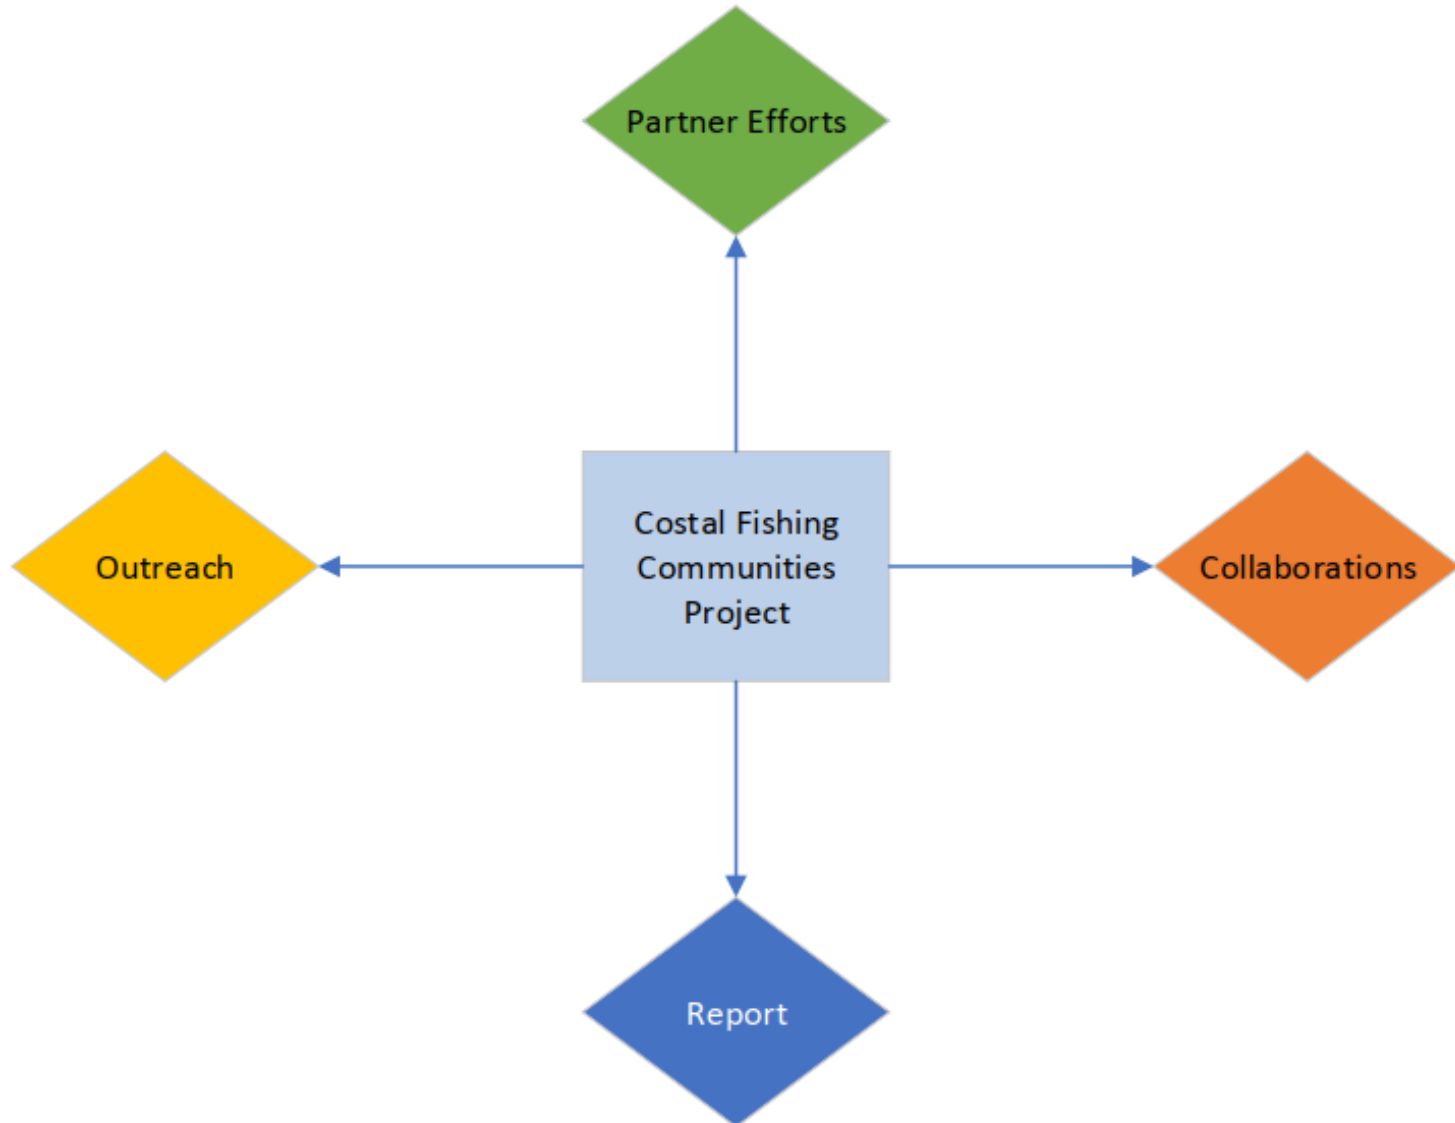 Partner Efforts
Outreach
Costal Fishing
Communities
Project
Collaborations
Report